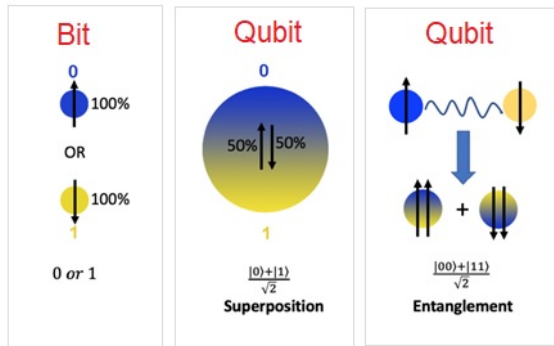 Bit
0
100%
OR
100%
1
0 or 1
Qubit
0
50% 50%
1
|0⟩+|1⟩
√2
Superposition
Qubit
+
|00⟩+|11⟩
√2
Entanglement